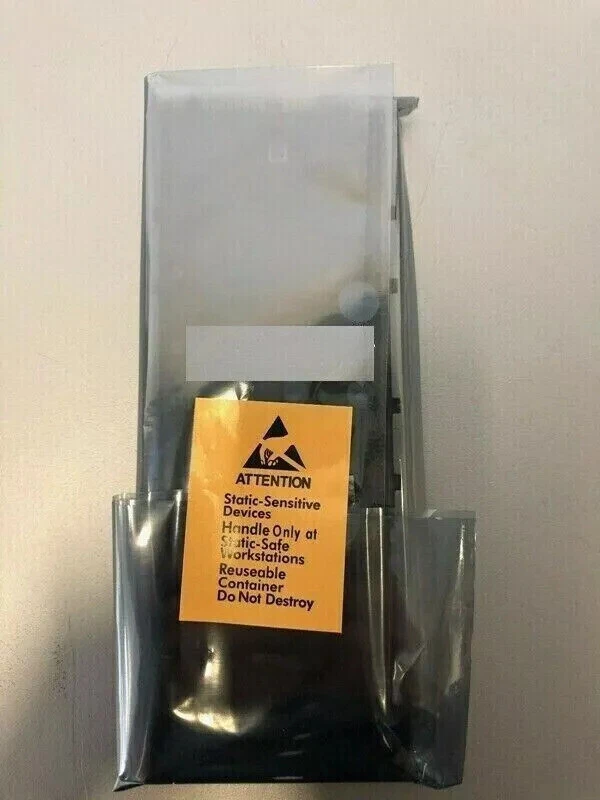 ATTENTION
Static-Sensitive
Devices
Handle Only at
Static-Safe
Workstations
Reuseable
Container
Do Not Destroy